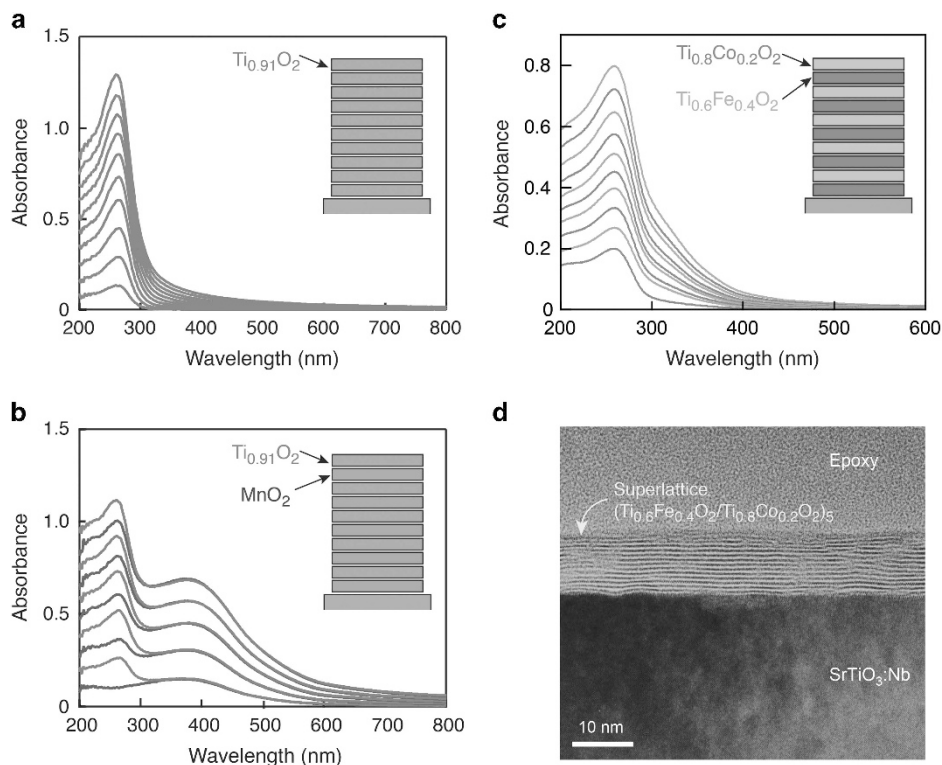 a
1.5
1.0
0.5
0
Absorbance
200 300 400 500 600 700 800
Wavelength (nm)
Ti0.91O2
c
0.8
0.6
0.4
0.2
0
Absorbance
200 300 400 500 600
Wavelength (nm)
Ti0.8Co0.2O2
Ti0.6Fe0.4O2
b
1.5
1.0
0.5
0
Absorbance
200 300 400 500 600 700 800
Wavelength (nm)
Ti0.91O2
MnO2
d
Epoxy
Superlattice
(Ti0.6Fe0.4O2/Ti0.8Co0.2O2)5
SrTiO3:Nb
10 nm